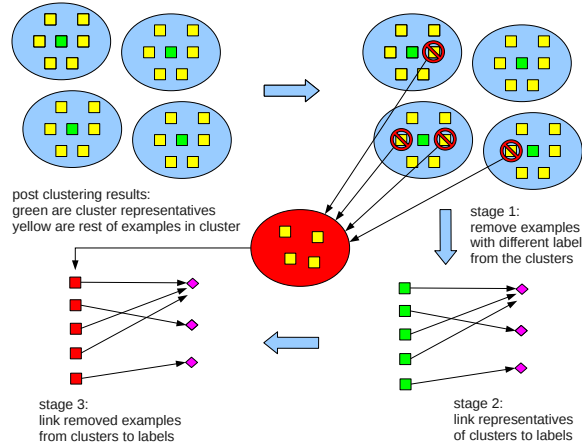 post clustering results:
green are cluster representatives
yellow are rest of examples in cluster
stage 1:
remove examples
with different label
from the clusters
stage 3:
link removed examples
from clusters to labels
stage 2:
link representatives
of clusters to labels